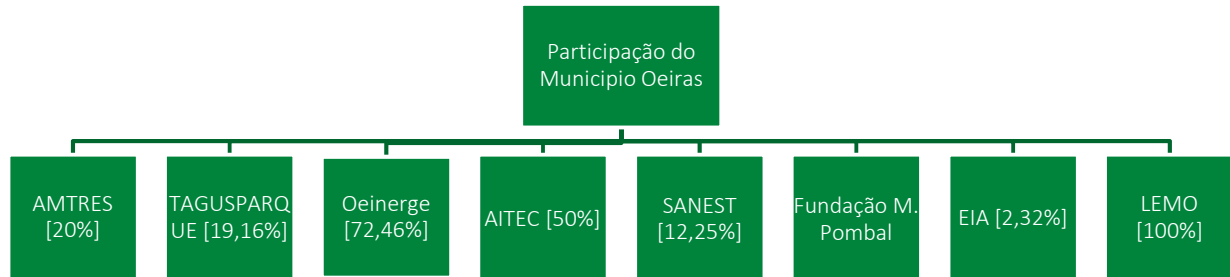 Participação do
Municipio Oeiras
AMTRES
[20%]
TAGUSPARQ
UE [19,16%]
Oeinerge
[72,46%]
AITEC [50%]
SANEST
[12,25%]
Fundação M.
Pombal
EIA [2,32%]
LEMO
[100%]